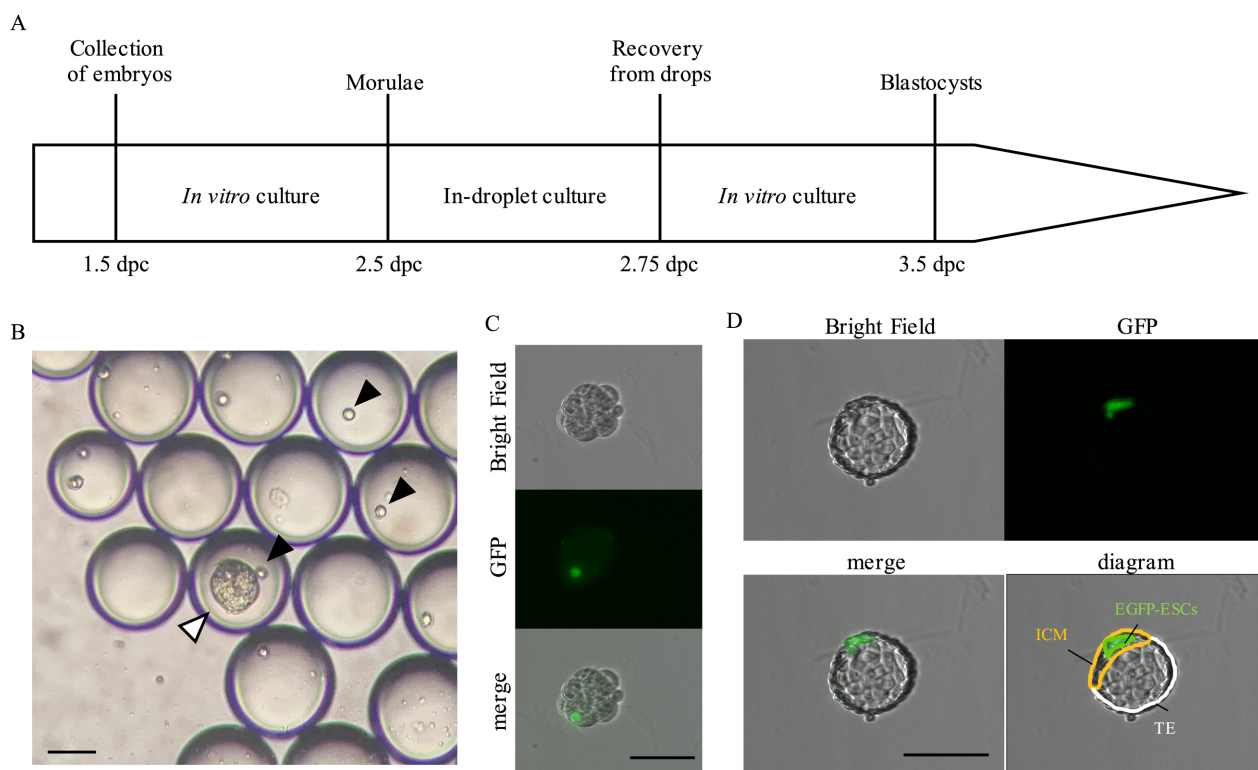 A
Collection
of embryos
Morulae
Recovery
from drops
Blastocysts
In vitro culture
In-droplet culture
In vitro culture
1.5 dpc
2.5 dpc
2.75 dpc
3.5 dpc
B
C
Bright Field
GFP
merge
D
Bright Field
GFP
merge
diagram
EGFP-ESCs
ICM
TE